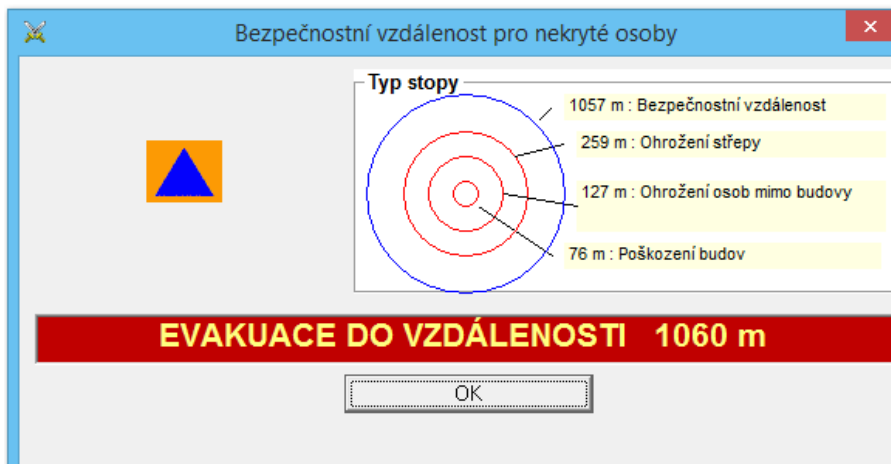 Bezpečnostní vzdálenost pro nekryté osoby
Typ stopy
1057 m : Bezpečnostní vzdálenost
259 m : Ohrožení střepy
127 m : Ohrožení osob mimo budovy
76 m : Poškození budov
EVAKUACE DO VZDÁLENOSTI 1060 m
OK